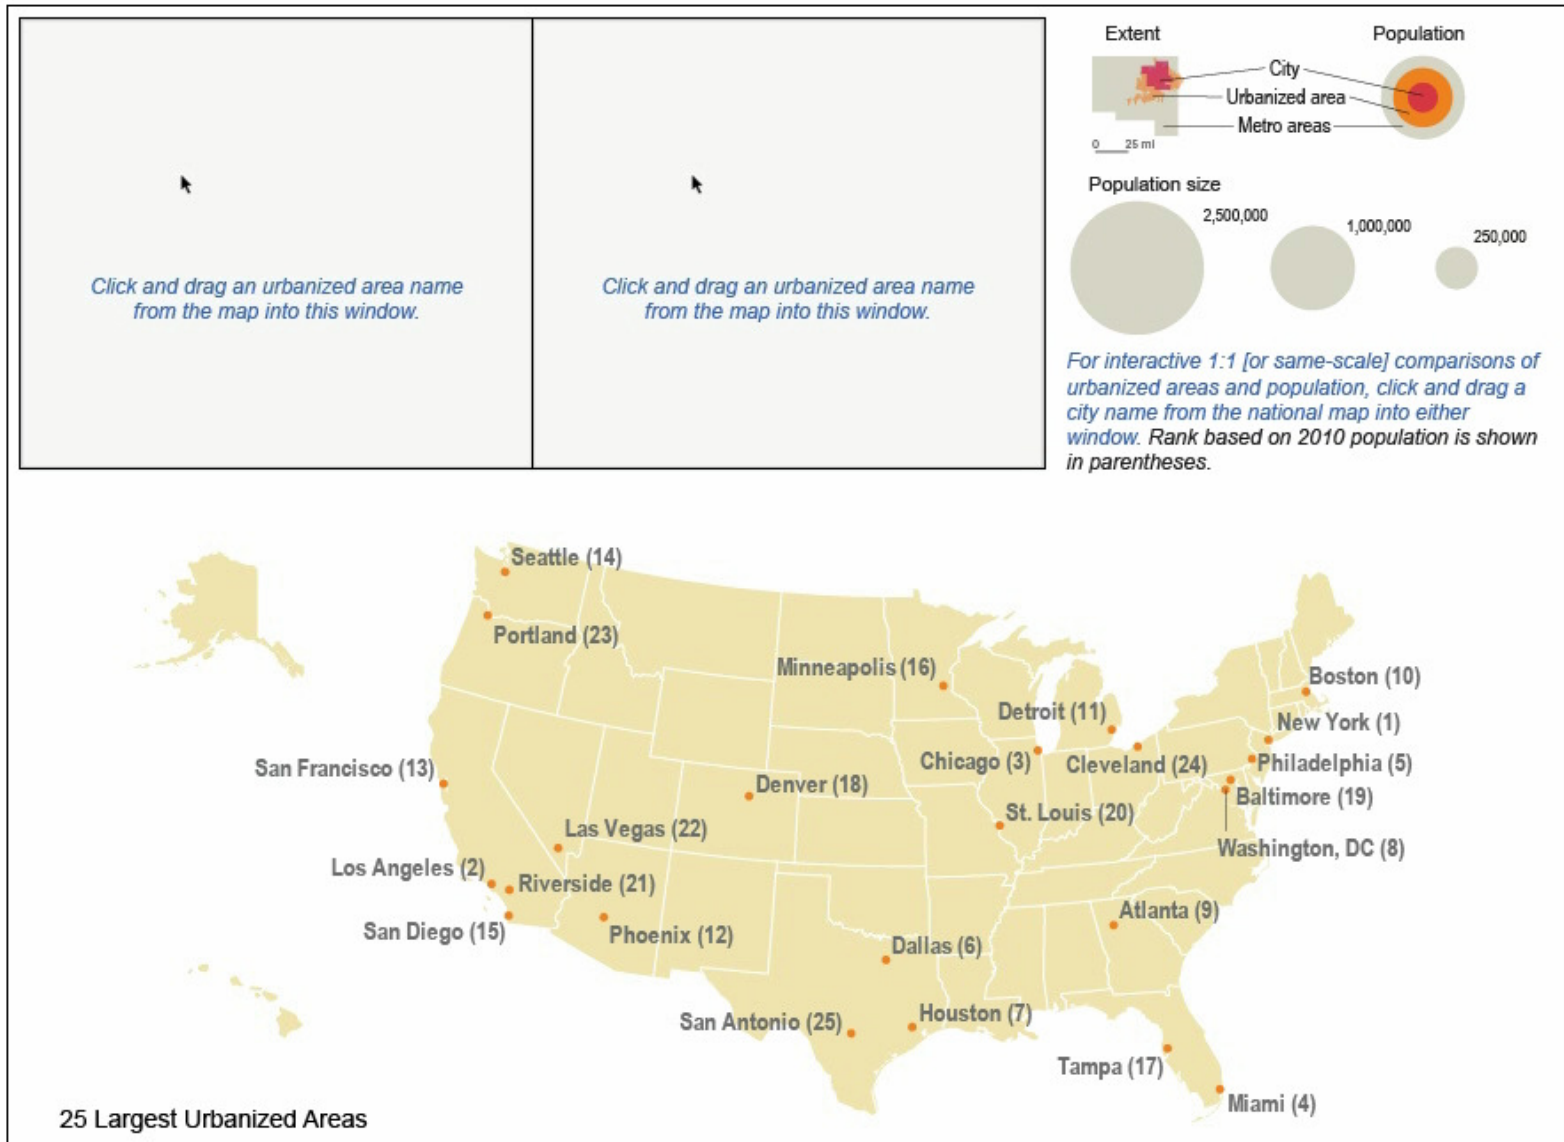 Click and drag an urbanized area name
from the map into this window.
Click and drag an urbanized area name
from the map into this window.
Extent
Population
City
Urbanized area
Metro areas
0 25 mI
Population size
2,500,000
1,000,000
250,000
For interactive 1:1 [or same-scale] comparisons of
urbanized areas and population, click and drag a
city name from the national map into either
window. Rank based on 2010 population is shown
in parentheses.
Seattle (14)
Portland (23)
Minneapolis (16)
Boston (10)
Detroit (11)
New York (1)
San Francisco (13)
Chicago (3)
Cleveland (24)
Philadelphia (5)
Denver (18)
Baltimore (19)
St. Louis (20)
Las Vegas (22)
Washington, DC (8)
Los Angeles (2)
Riverside (21)
Atlanta (9)
San Diego (15)
Phoenix (12)
Dallas (6)
San Antonio (25)
Houston (7)
Tampa (17)
Miami (4)
25 Largest Urbanized Areas